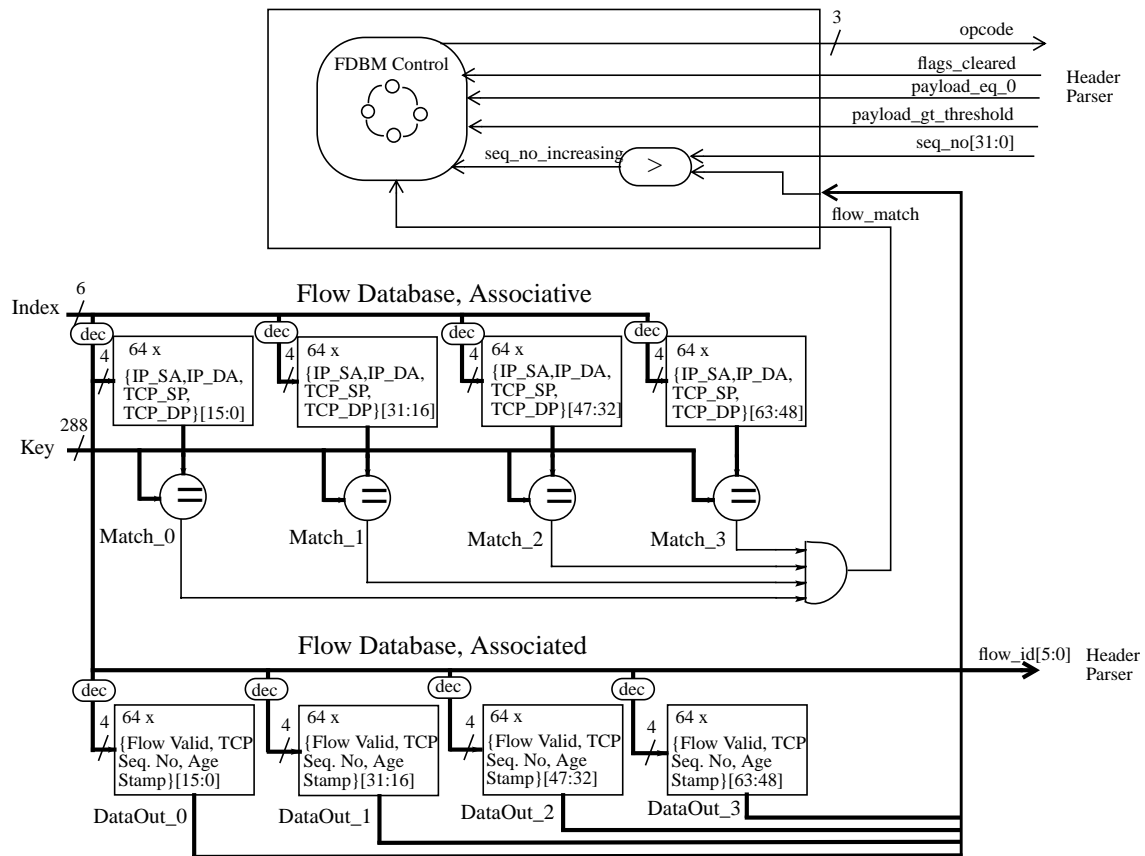 3
opcode
FDBM Control
flags_cleared
Header
Parser
payload_eq_0
payload_gt_threshold
seq_no[31:0]
seq_no_increasing
>
flow_match
6
Index
Flow Database, Associative
dec
dec
dec
dec
4
64 x
{IP_SA,IP_DA,
TCP_SP,
TCP_DP}[15:0]
4
64 x
{IP_SA,IP_DA,
TCP_SP,
TCP_DP}[31:16]
4
64 x
{IP_SA,IP_DA,
TCP_SP,
TCP_DP}[47:32]
4
64 x
{IP_SA,IP_DA,
TCP_SP,
TCP_DP}[63:48]
288
Key
=
=
=
=
Match_0
Match_1
Match_2
Match_3
Flow Database, Associated
flow_id[5:0]
Header
Parser
dec
dec
dec
dec
4
64 x
{Flow Valid, TCP
Seq. No, Age
Stamp}[15:0]
4
64 x
{Flow Valid, TCP
Seq. No, Age
Stamp}[31:16]
4
64 x
{Flow Valid, TCP
Seq. No, Age
Stamp}[47:32]
4
64 x
{Flow Valid, TCP
Seq. No, Age
Stamp}[63:48]
DataOut_0
DataOut_1
DataOut_2
DataOut_3